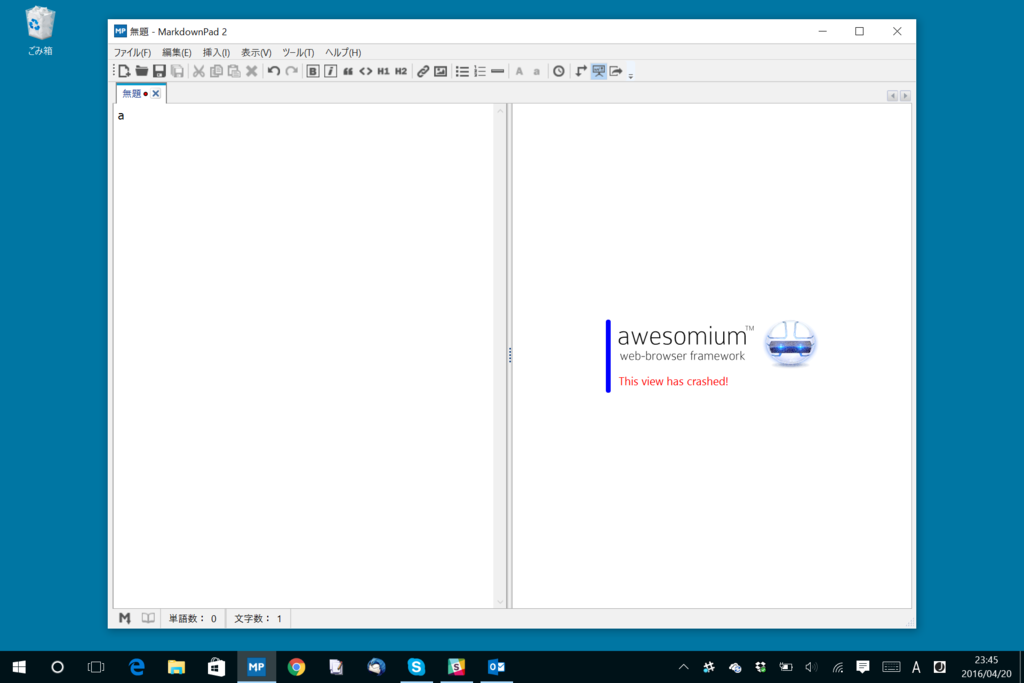 ごみ箱
MP 無題 - MarkdownPad 2
ファイル(F) 編集(E) 挿入(I) 表示(V) ツール(T) ヘルプ(H)
B i <> H1 H2 A a
無題
a
awesomium™
web-browser framework
This view has crashed!
単語数： 0 文字数： 1
MP
A
23:45
2016/04/20